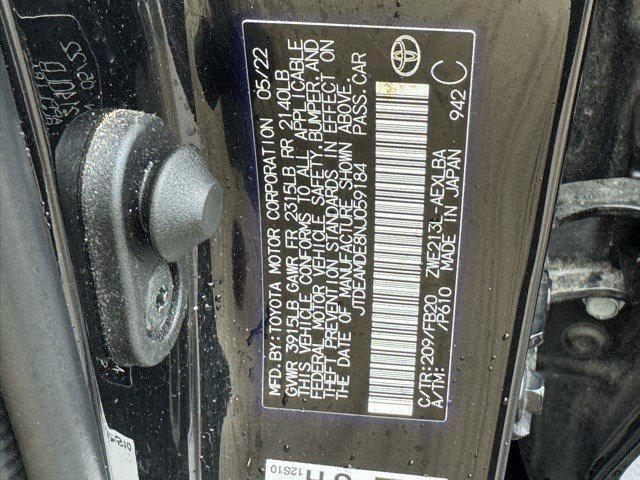 MFD. BY: TOYOTA MOTOR CORPORATION 05/22
GVWR 3915LB GAWR FR 2315LB RR 2140LB
THIS VEHICLE CONFORMS TO ALL APPLICABLE
FEDERAL MOTOR VEHICLE SAFETY, BUMPER, AND
THEFT PREVENTION STANDARDS IN EFFECT ON
THE DATE OF MANUFACTURE SHOWN ABOVE.
JTDEAMDE8NJ059184 PASS.CAR
C/TR:209/FB20 ZWE213L-AEXLBA
A/TM: /P610 MADE IN JAPAN
942 C
12S10